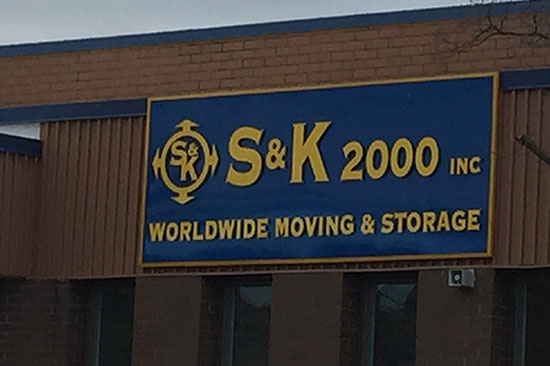 S&K
S&K 2000 INC
WORLDWIDE MOVING & STORAGE